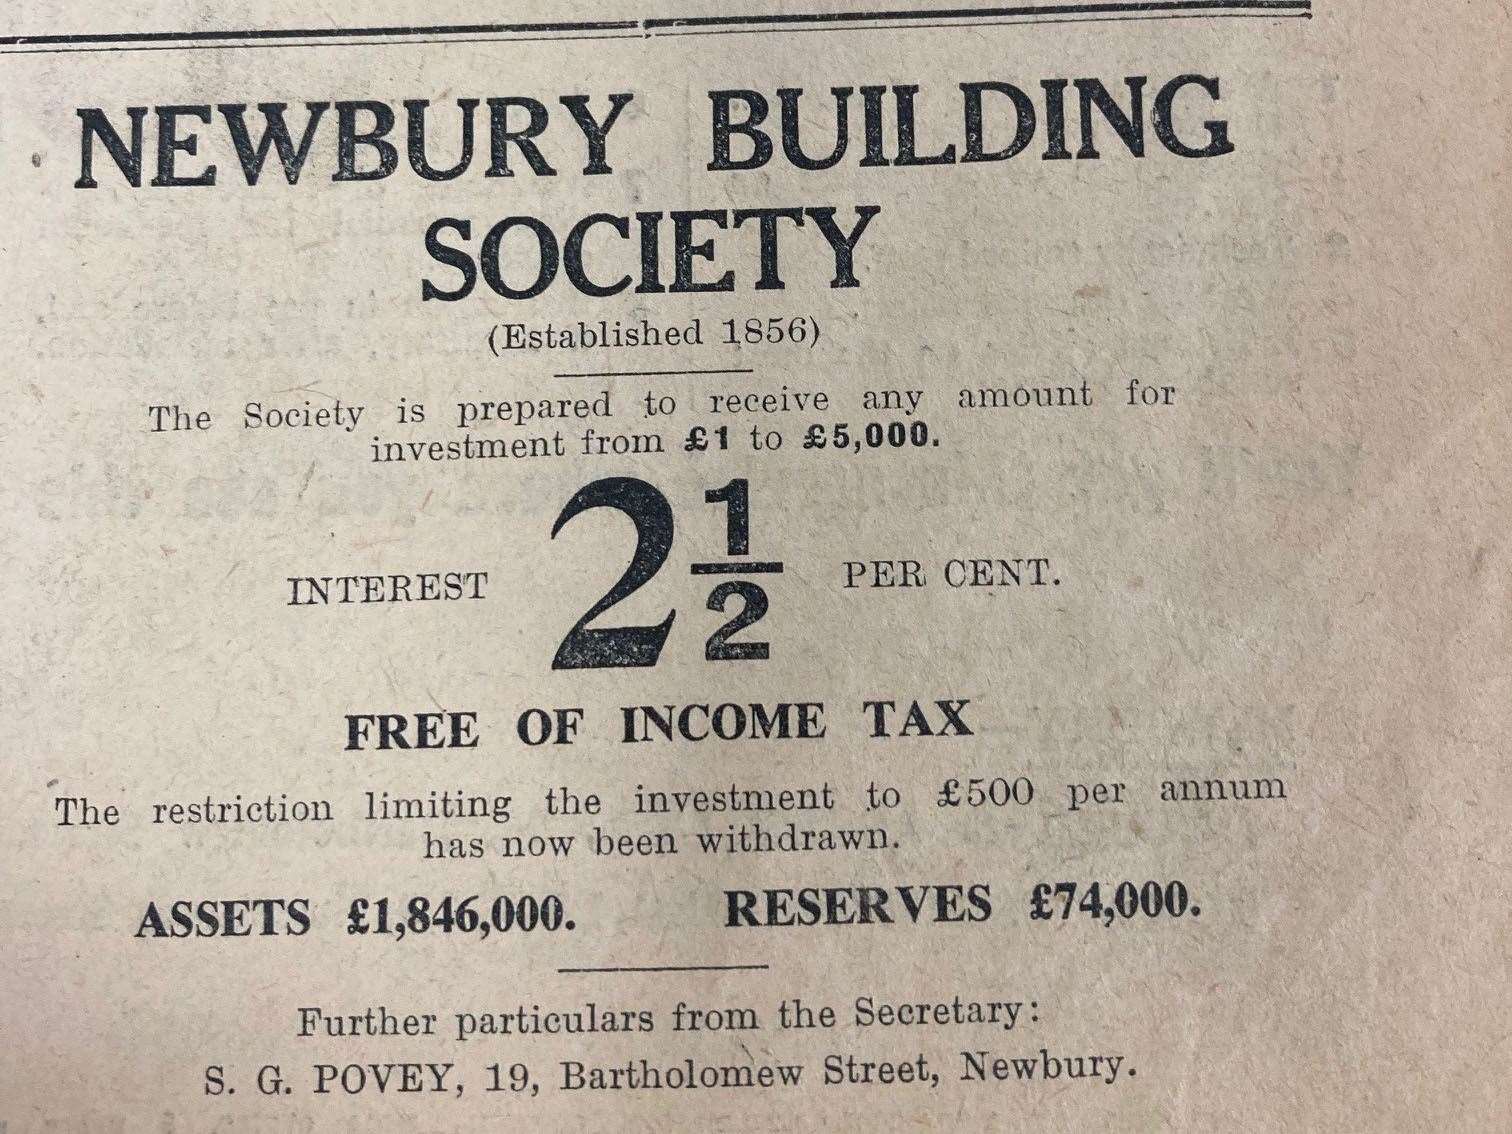 NEWBURY BUILDING
SOCIETY
(Established 1856)
The Society is prepared to receive any amount for
investment from £1 to £5,000.
INTEREST 2½ PER CENT.
FREE OF INCOME TAX
The restriction limiting the investment to £500 per annum
has now been withdrawn.
ASSETS £1,846,000. RESERVES £74,000.
Further particulars from the Secretary:
S. G. POVEY, 19, Bartholomew Street, Newbury.